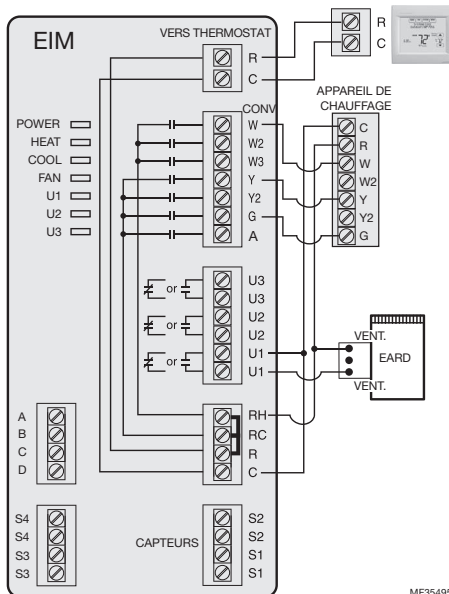 EIM
VERS THERMOSTAT
R
C
R
C
CONV
W
W2
W3
Y
Y2
G
A
APPAREIL DE
CHAUFFAGE
C
R
W
W2
Y
Y2
G
POWER
HEAT
COOL
FAN
U1
U2
U3
or
or
or
U3
U3
U2
U2
U1
U1
VENT.
EARD
VENT.
RH
RC
R
C
A
B
C
D
S4
S4
S3
S3
CAPTEURS
S2
S2
S1
S1
MF35495